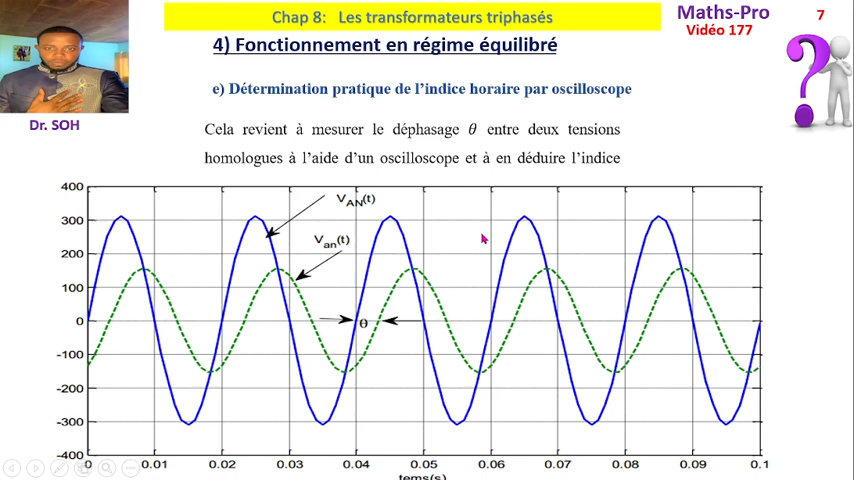 Chap 8: Les transformateurs triphasés
Maths-Pro
7
Vidéo 177
4) Fonctionnement en régime équilibré
e) Détermination pratique de l'indice horaire par oscilloscope
Dr. SOH
Cela revient à mesurer le déphasage θ entre deux tensions
homologues à l'aide d'un oscilloscope et à en déduire l'indice
400
300
200
100
0
-100
-200
-300
-400
V_AN(t)
V_an(t)
θ
0 0.01 0.02 0.03 0.04 0.05 0.06 0.07 0.08 0.09 0.1
tems(s)